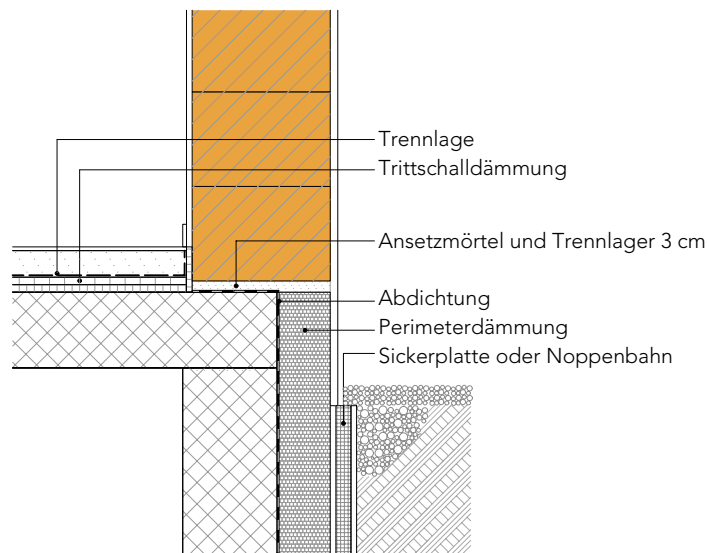 Trennlage
Trittschalldämmung
Ansetzmörtel und Trennlager 3 cm
Abdichtung
Perimeterdämmung
Sickerplatte oder Noppenbahn